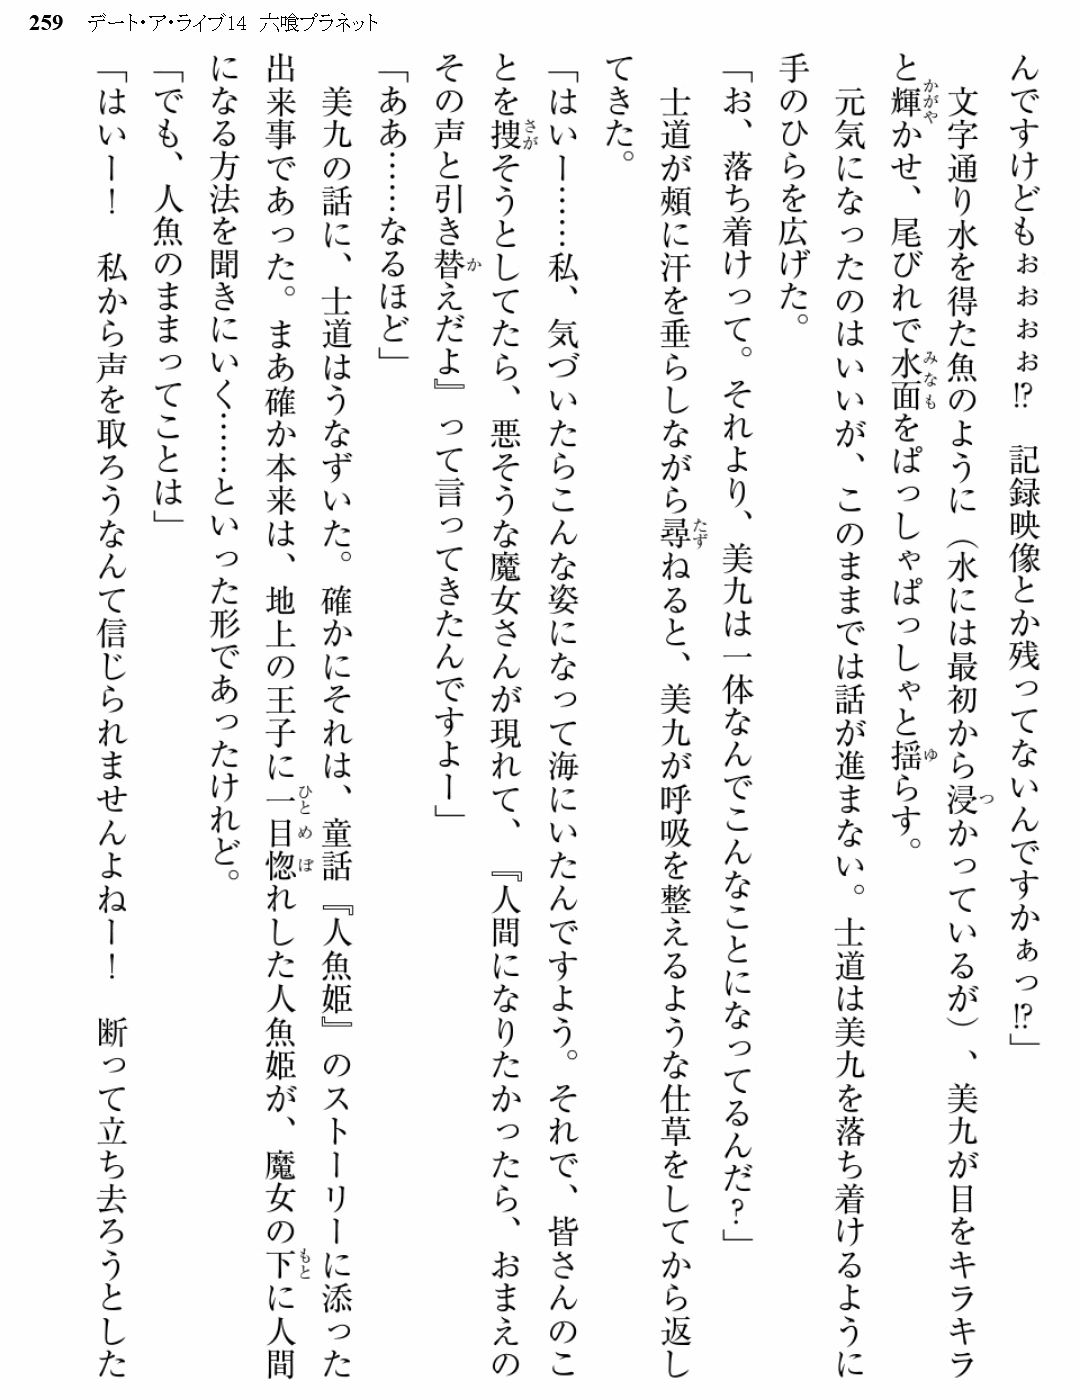 259 デート・ア・ライブ14 六喰プラネット
んですけどもぉぉぉぉ!? 記録映像とか残ってないんですかぁっ!?」
文字通り水を得た魚のように（水には最初から浸かっているが）、美九が目をキラキラ
と輝かせ、尾びれで水面をぱっしゃぱっしゃと揺らす。
元気になったのはいいが、このままでは話が進まない。士道は美九を落ち着けるように
手のひらを広げた。
「お、落ち着けって。それより、美九は一体なんでこんなことになってるんだ?」
士道が頰に汗を垂らしながら尋ねると、美九が呼吸を整えるような仕草をしてから返し
てきた。
「はいー……私、気づいたらこんな姿になって海にいたんですよう。それで、皆さんのこ
とを捜そうとしてたら、悪そうな魔女さんが現れて、『人間になりたかったら、おまえの
その声と引き替えだよ』って言ってきたんですよー」
「ああ……なるほど」
美九の話に、士道はうなずいた。確かにそれは、童話『人魚姫』のストーリーに添った
出来事であった。まあ確か本来は、地上の王子に一目惚れした人魚姫が、魔女の下に人間
になる方法を聞きにいく……といった形であったけれど。
「でも、人魚のままってことは」
「はいー! 私から声を取ろうなんて信じられませんよねー! 断って立ち去ろうとした